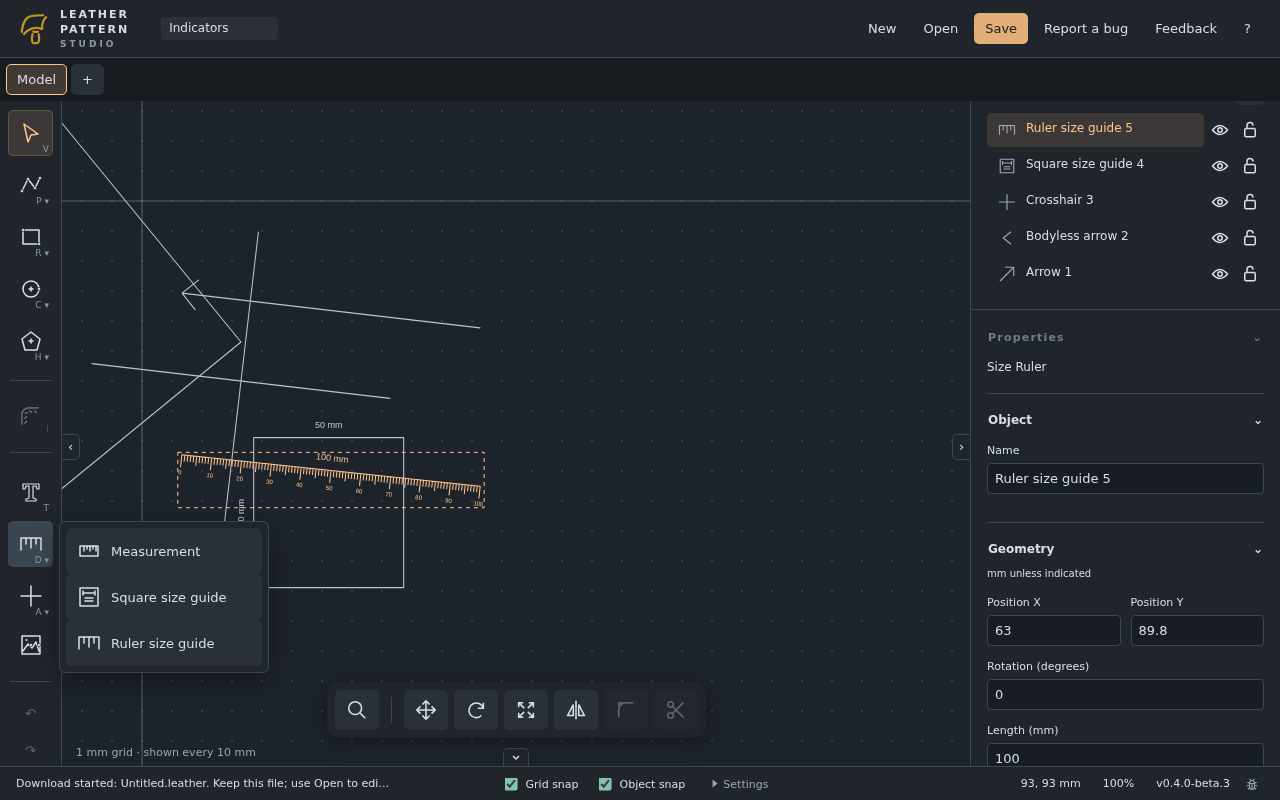 LEATHER
PATTERN
STUDIO
Indicators
New
Open
Save
Report a bug
Feedback
?
Model
+
V
P ▾
R ▾
C ▾
H ▾
I
T
D ▾
A ▾
50 mm
100 mm
0
10
20
30
40
50
60
70
80
90
100
0 mm
Measurement
Square size guide
Ruler size guide
1 mm grid · shown every 10 mm
Ruler size guide 5
Square size guide 4
Crosshair 3
Bodyless arrow 2
Arrow 1
Properties
Size Ruler
Object
Name
Ruler size guide 5
Geometry
mm unless indicated
Position X
Position Y
63
89.8
Rotation (degrees)
0
Length (mm)
100
Download started: Untitled.leather. Keep this file; use Open to edi...
Grid snap
Object snap
Settings
93, 93 mm
100%
v0.4.0-beta.3